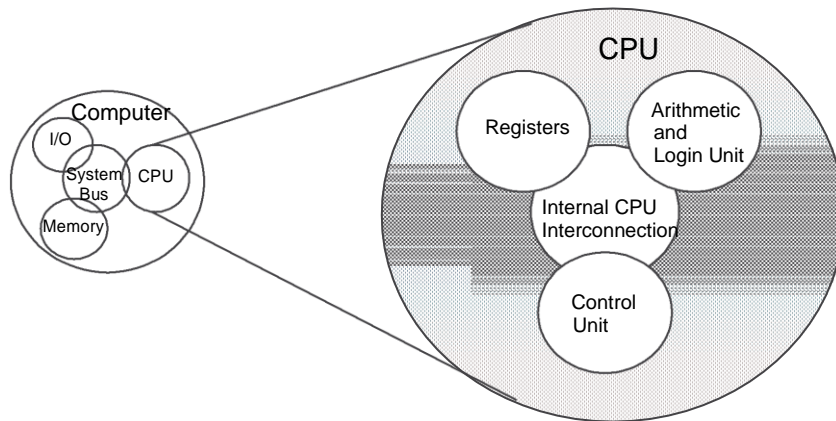 Computer
I/O
System
Bus
CPU
Memory
CPU
Registers
Arithmetic
and
Login Unit
Internal CPU
Interconnection
Control
Unit